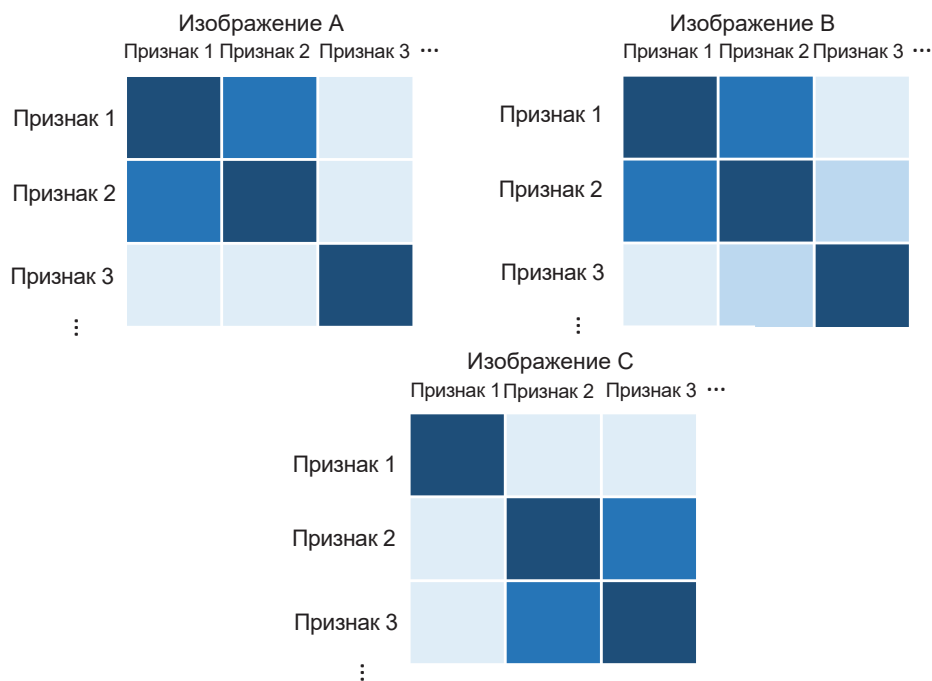 Изображение A
Признак 1 Признак 2 Признак 3 ...
Признак 1
Признак 2
Признак 3
⋮
Изображение B
Признак 1 Признак 2 Признак 3 ...
Признак 1
Признак 2
Признак 3
⋮
Изображение C
Признак 1 Признак 2 Признак 3 ...
Признак 1
Признак 2
Признак 3
⋮